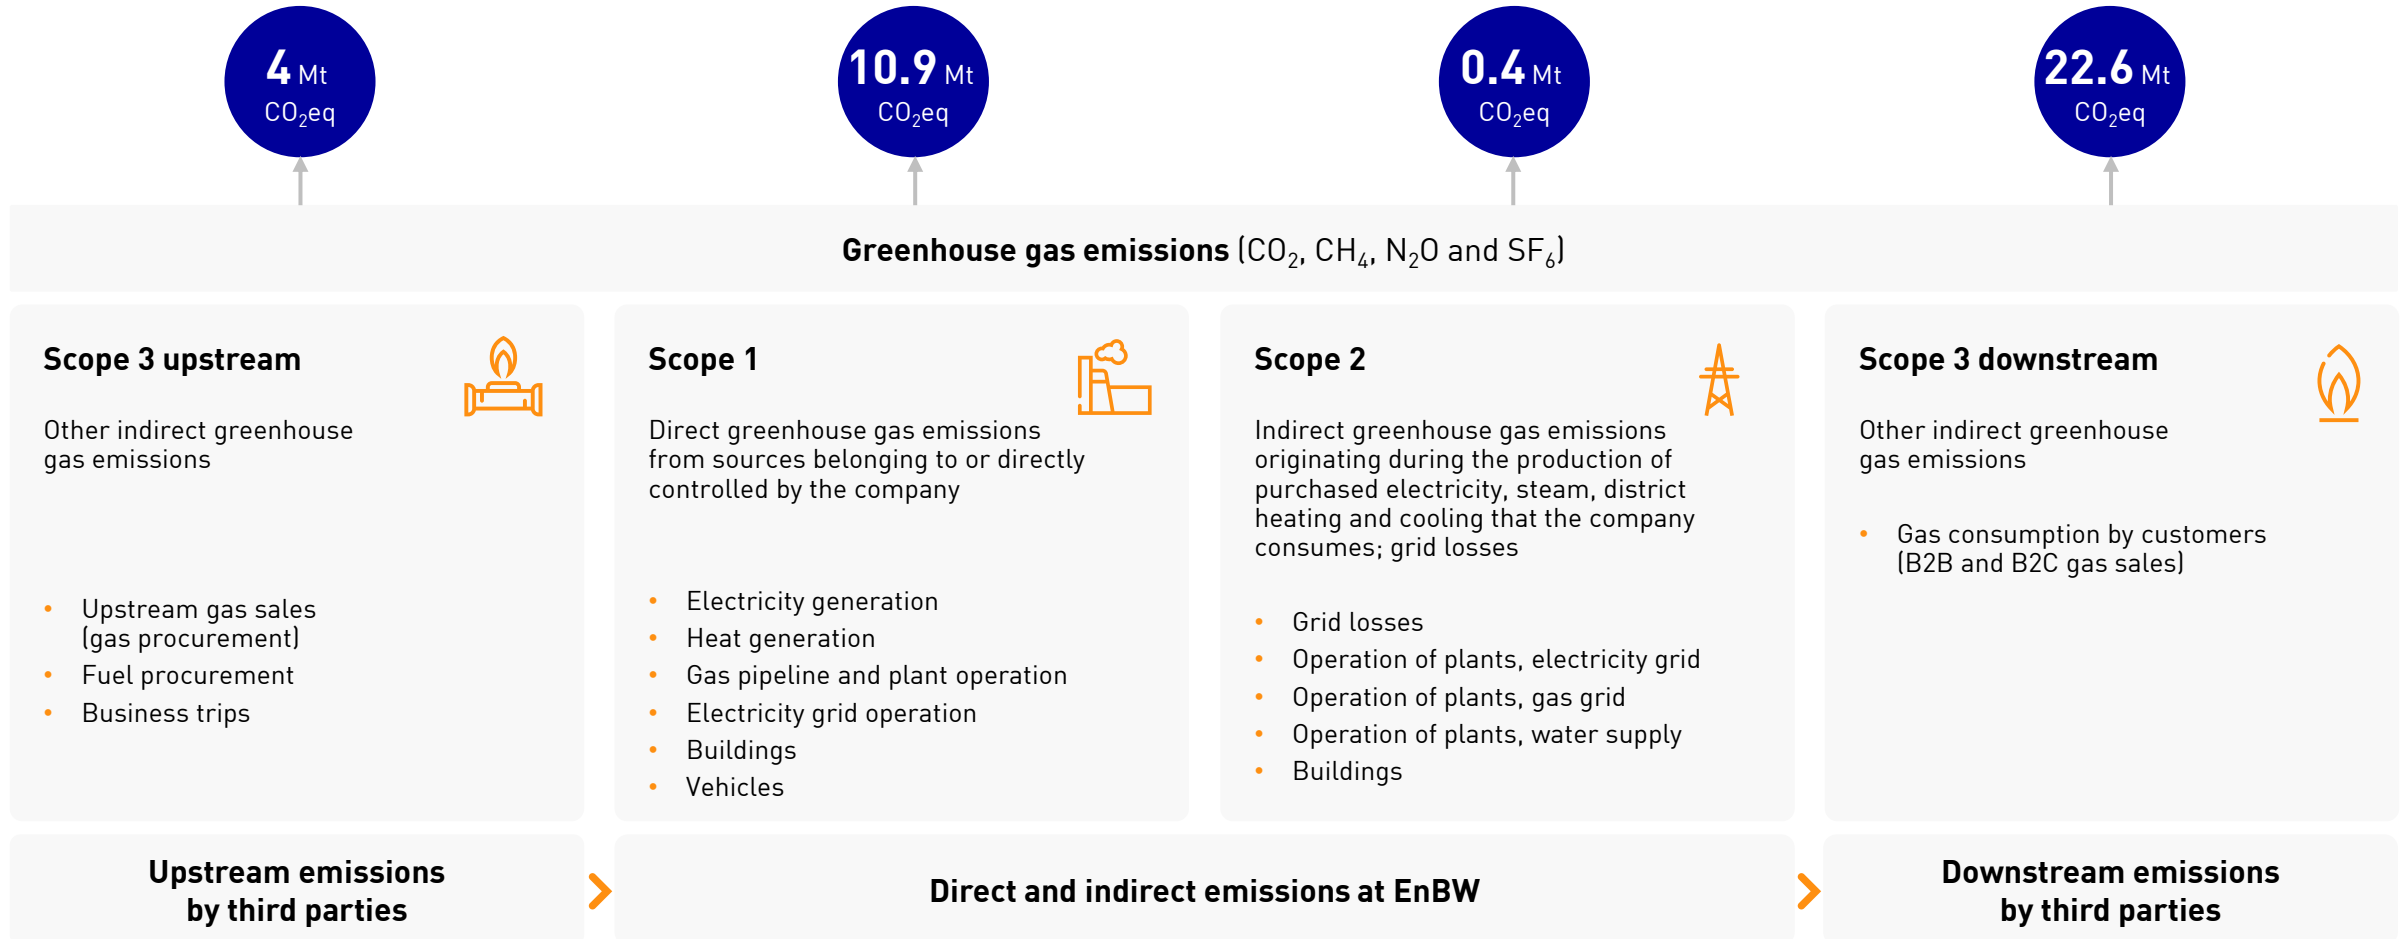 4 Mt
CO₂eq
10.9 Mt
CO₂eq
0.4 Mt
CO₂eq
22.6 Mt
CO₂eq
Greenhouse gas emissions (CO₂, CH₄, N₂O and SF₆)
Scope 3 upstream
Other indirect greenhouse
gas emissions
• Upstream gas sales
(gas procurement)
• Fuel procurement
• Business trips
Scope 1
Direct greenhouse gas emissions
from sources belonging to or directly
controlled by the company
• Electricity generation
• Heat generation
• Gas pipeline and plant operation
• Electricity grid operation
• Buildings
• Vehicles
Scope 2
Indirect greenhouse gas emissions
originating during the production of
purchased electricity, steam, district
heating and cooling that the company
consumes; grid losses
• Grid losses
• Operation of plants, electricity grid
• Operation of plants, gas grid
• Operation of plants, water supply
• Buildings
Scope 3 downstream
Other indirect greenhouse
gas emissions
• Gas consumption by customers
(B2B and B2C gas sales)
Upstream emissions
by third parties
Direct and indirect emissions at EnBW
Downstream emissions
by third parties